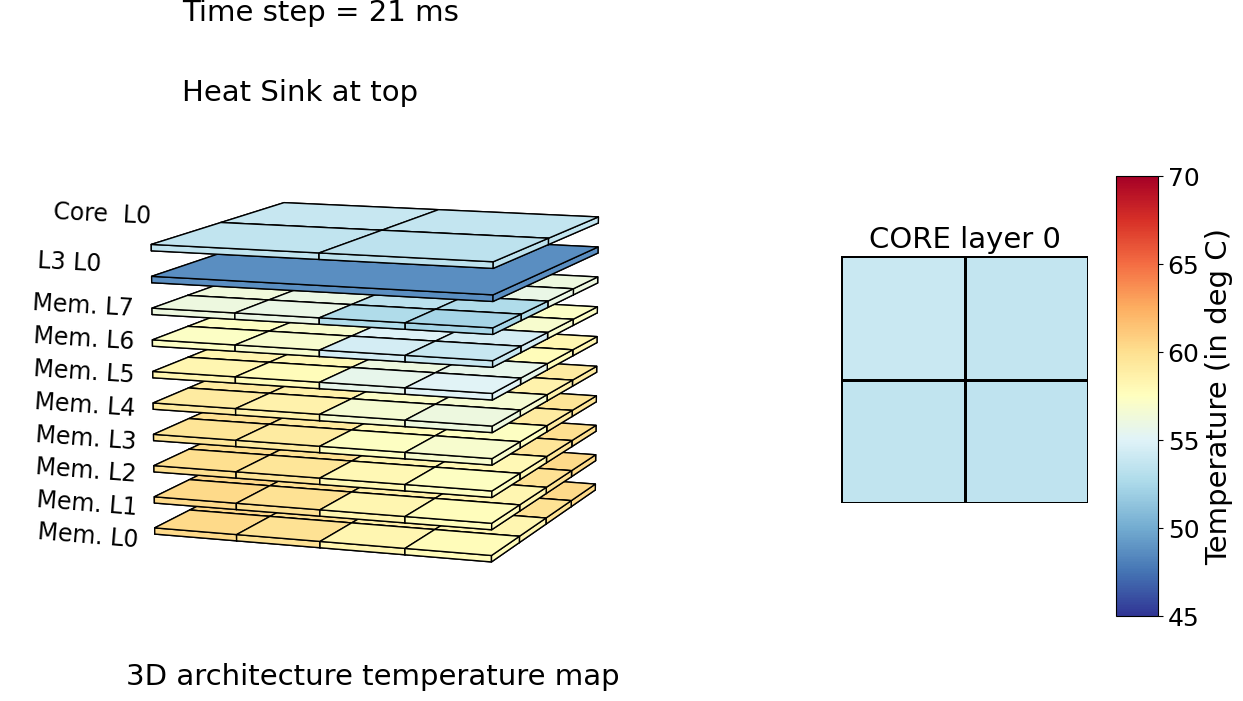 Time step = 21 ms
Heat Sink at top
Core  L0
L3 L0
Mem. L7
Mem. L6
Mem. L5
Mem. L4
Mem. L3
Mem. L2
Mem. L1
Mem. L0
3D architecture temperature map
CORE layer 0
70
65
60
55
50
45
Temperature (in deg C)